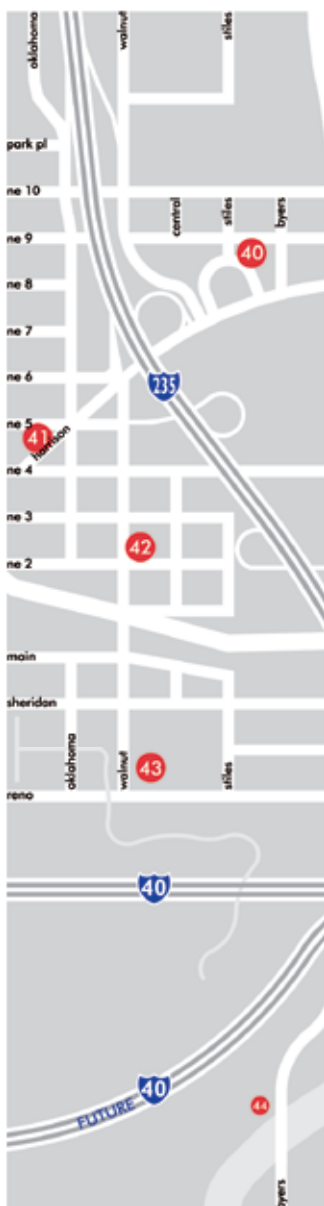 oklahoma
walnut
stiles
park pl
ne 10
central
stiles
byers
ne 9
40
ne 8
ne 7
ne 6
235
ne 5
41
harrison
ne 4
ne 3
42
ne 2
main
sheridan
oklahoma
walnut
43
stiles
reno
40
40
FUTURE
44
byers